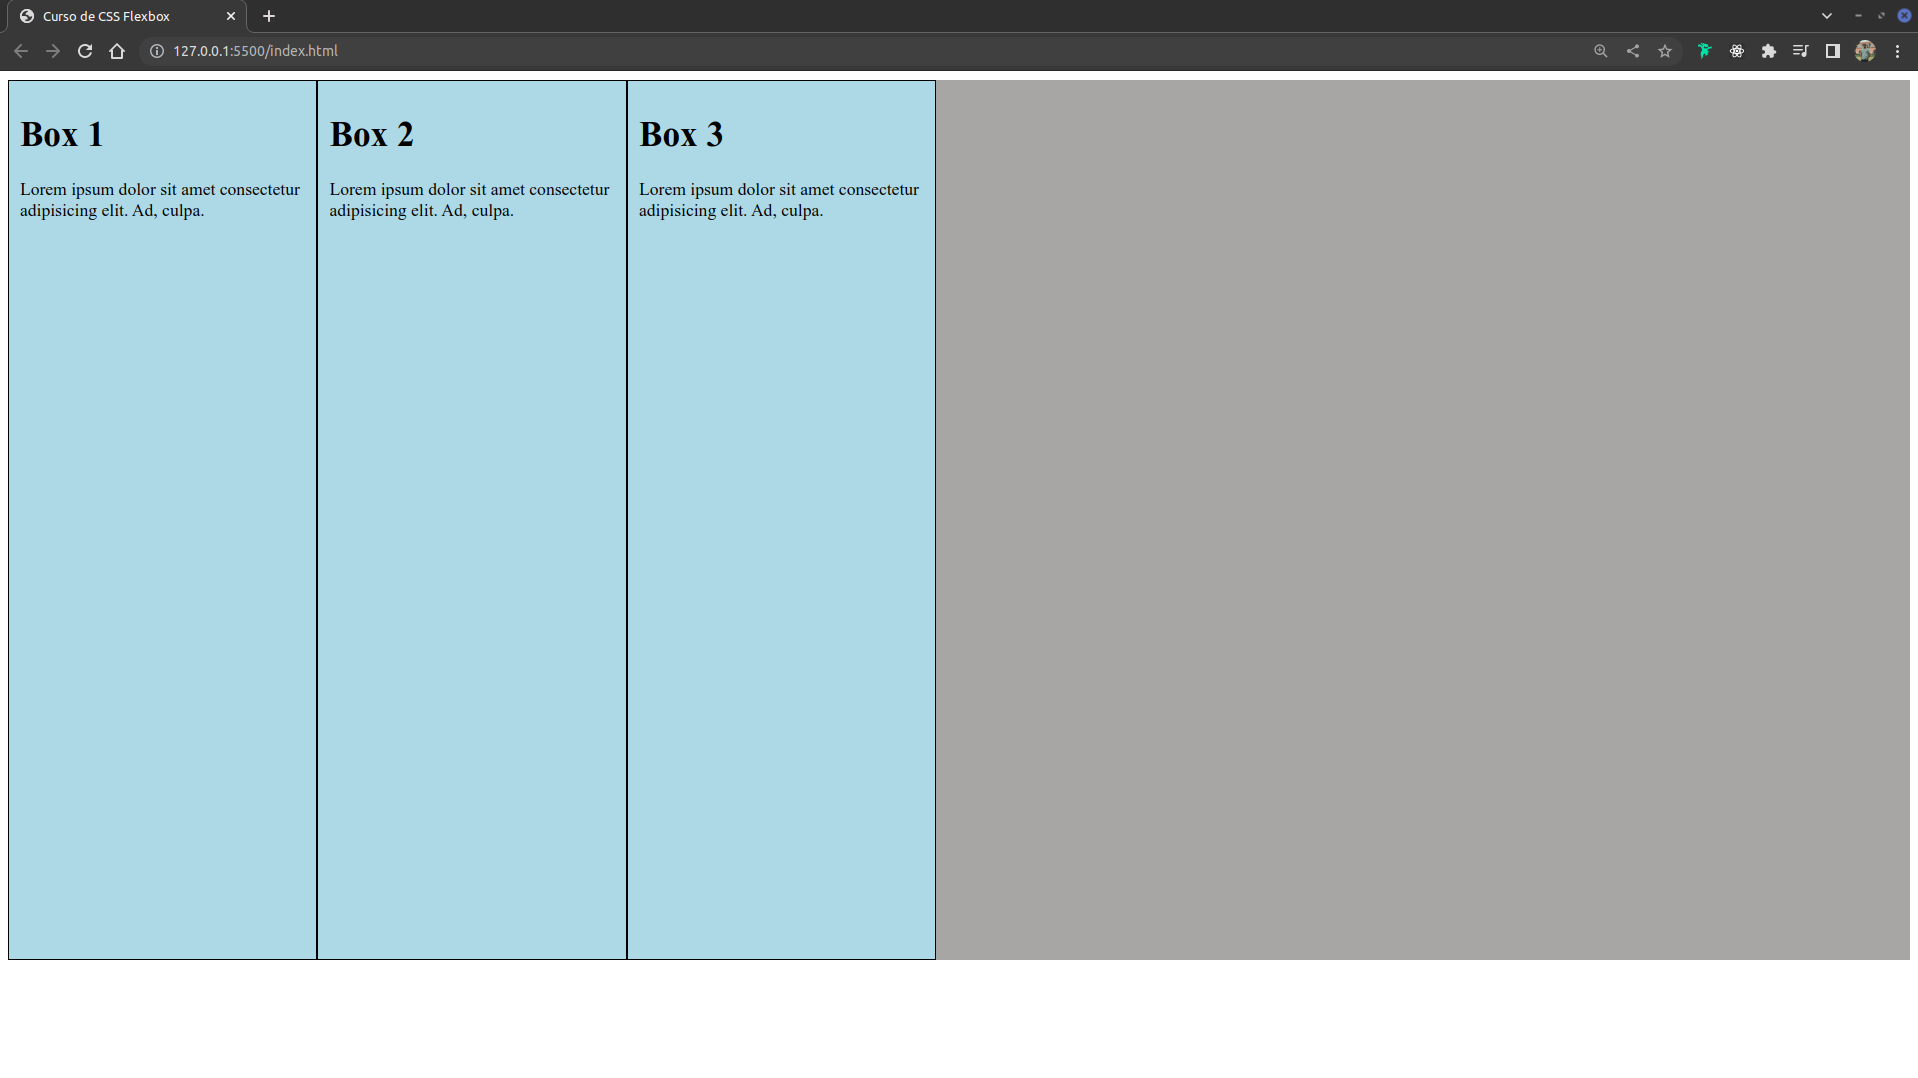 Curso de CSS Flexbox
127.0.0.1:5500/index.html
Box 1
Lorem ipsum dolor sit amet consectetur
adipisicing elit. Ad, culpa.
Box 2
Lorem ipsum dolor sit amet consectetur
adipisicing elit. Ad, culpa.
Box 3
Lorem ipsum dolor sit amet consectetur
adipisicing elit. Ad, culpa.